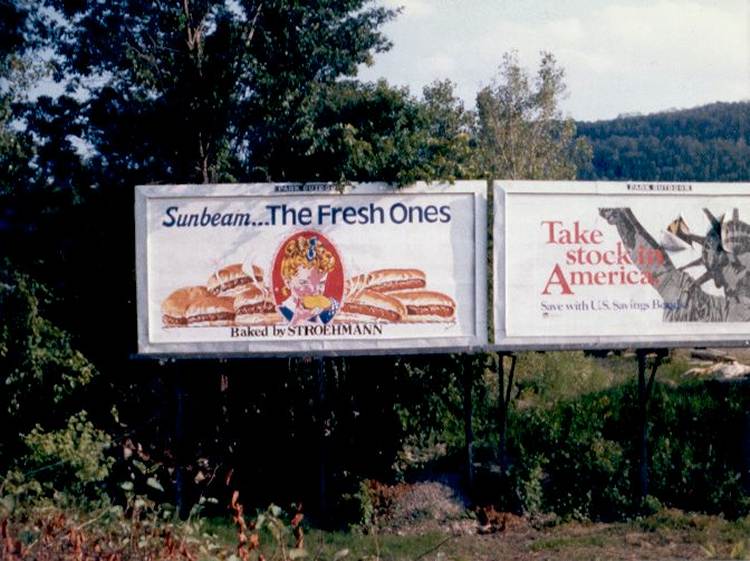 PARK OUTDOOR
Sunbeam...The Fresh Ones
Baked by STROEHMANN
PARK OUTDOOR
Take
stock in
America.
Save with U.S. Savings Bonds